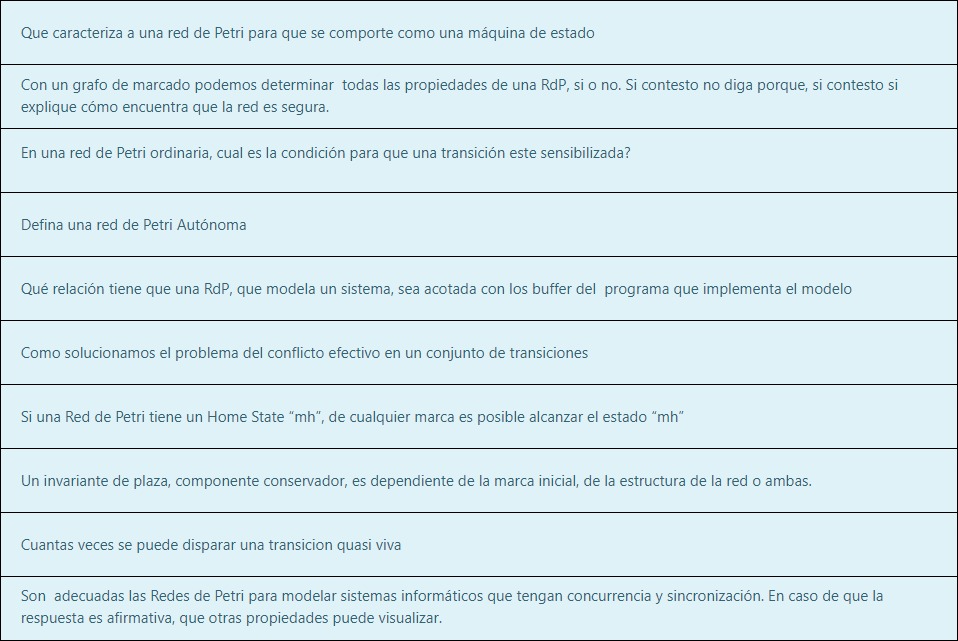 Que caracteriza a una red de Petri para que se comporte como una máquina de estado
Con un grafo de marcado podemos determinar  todas las propiedades de una RdP, si o no. Si contesto no diga porque, si contesto si
explique cómo encuentra que la red es segura.
En una red de Petri ordinaria, cual es la condición para que una transición este sensibilizada?
Defina una red de Petri Autónoma
Qué relación tiene que una RdP, que modela un sistema, sea acotada con los buffer del  programa que implementa el modelo
Como solucionamos el problema del conflicto efectivo en un conjunto de transiciones
Si una Red de Petri tiene un Home State “mh”, de cualquier marca es posible alcanzar el estado “mh”
Un invariante de plaza, componente conservador, es dependiente de la marca inicial, de la estructura de la red o ambas.
Cuantas veces se puede disparar una transicion quasi viva
Son  adecuadas las Redes de Petri para modelar sistemas informáticos que tengan concurrencia y sincronización. En caso de que la
respuesta es afirmativa, que otras propiedades puede visualizar.